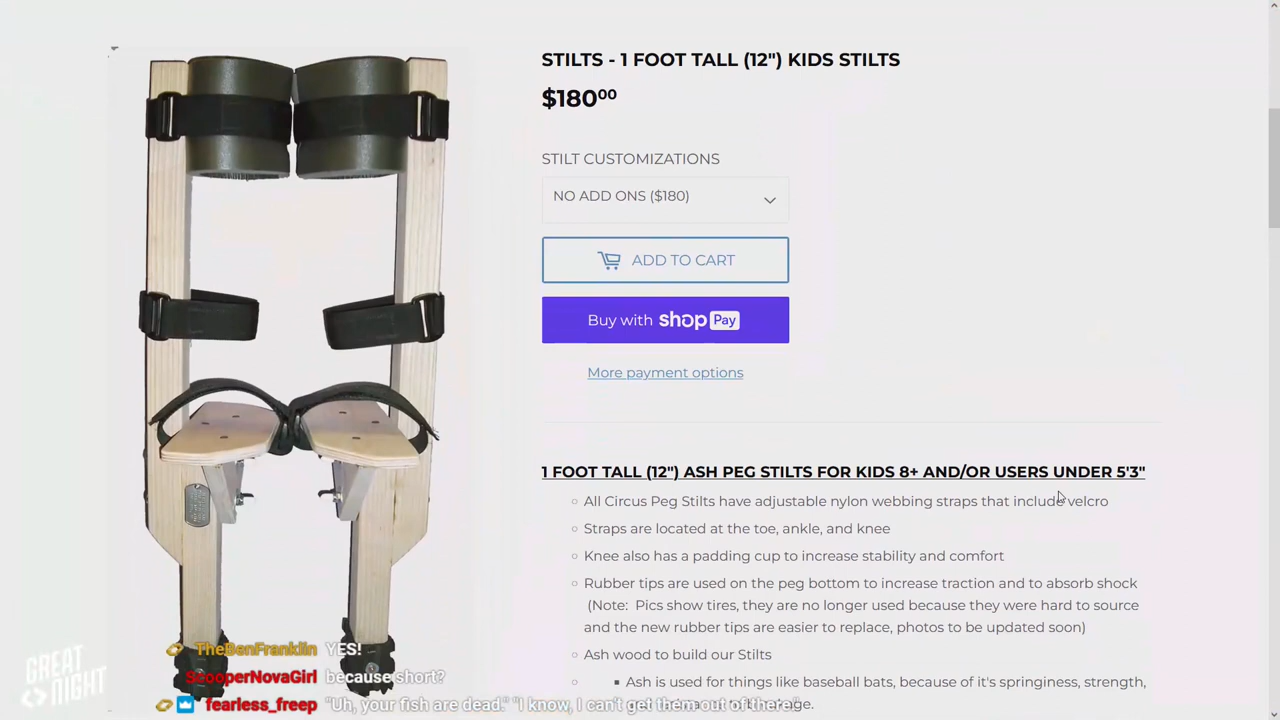 STILTS - 1 FOOT TALL (12") KIDS STILTS
$180⁰⁰
STILT CUSTOMIZATIONS
NO ADD ONS ($180)
ADD TO CART
Buy with shop Pay
More payment options
1 FOOT TALL (12") ASH PEG STILTS FOR KIDS 8+ AND/OR USERS UNDER 5'3"
All Circus Peg Stilts have adjustable nylon webbing straps that include velcro
Straps are located at the toe, ankle, and knee
Knee also has a padding cup to increase stability and comfort
Rubber tips are used on the peg bottom to increase traction and to absorb shock
(Note: Pics show tires, they are no longer used because they were hard to source
and the new rubber tips are easier to replace, photos to be updated soon)
Ash wood to build our Stilts
Ash is used for things like baseball bats, because of it's springiness, strength,
TheBenFranklin YES!
ScooperNovaGirl because short?
fearless_freep "Uh, your fish are dead." "I know, I can't get them out of there."
GREAT
NIGHT